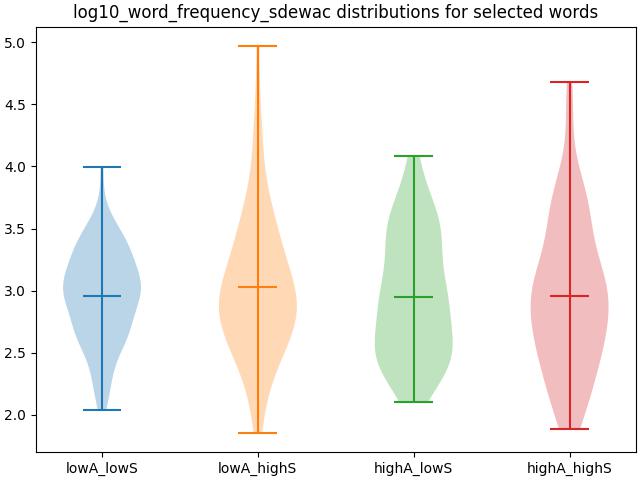 log10_word_frequency_sdewac distributions for selected words
5.0
4.5
4.0
3.5
3.0
2.5
2.0
lowA_lowS
lowA_highS
highA_lowS
highA_highS